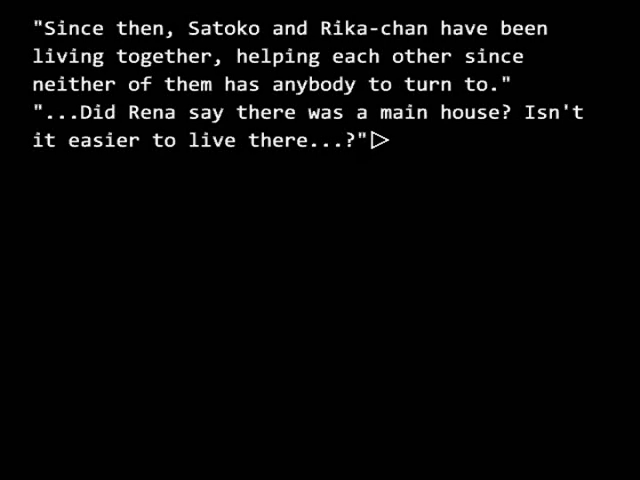 "Since then, Satoko and Rika-chan have been
living together, helping each other since
neither of them has anybody to turn to."
"...Did Rena say there was a main house? Isn't
it easier to live there...?"